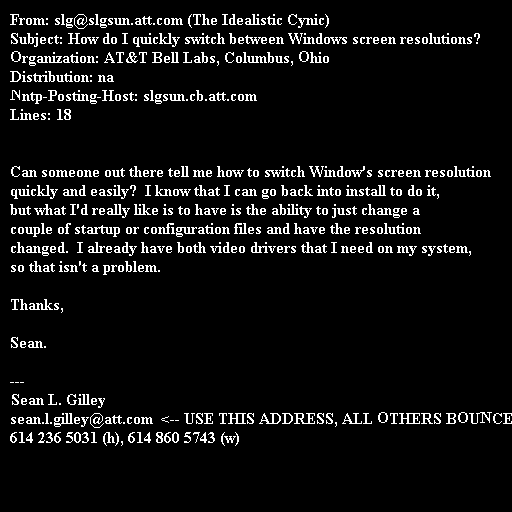 From: slg@slgsun.att.com (The Idealistic Cynic)
Subject: How do I quickly switch between Windows screen resolutions?
Organization: AT&T Bell Labs, Columbus, Ohio
Distribution: na
Nntp-Posting-Host: slgsun.cb.att.com
Lines: 18
Can someone out there tell me how to switch Window's screen resolution
quickly and easily?  I know that I can go back into install to do it,
but what I'd really like is to have is the ability to just change a
couple of startup or configuration files and have the resolution
changed.  I already have both video drivers that I need on my system,
so that isn't a problem.
Thanks,
Sean.
---
Sean L. Gilley
sean.l.gilley@att.com  <-- USE THIS ADDRESS, ALL OTHERS BOUNCE
614 236 5031 (h), 614 860 5743 (w)